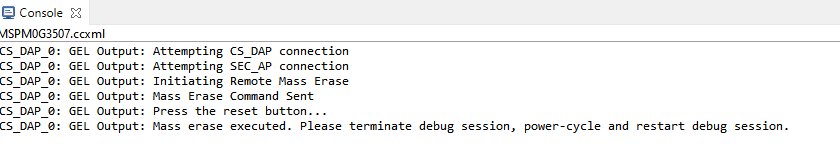 Console
MSPM0G3507.ccxml
CS_DAP_0: GEL Output: Attempting CS_DAP connection
CS_DAP_0: GEL Output: Attempting SEC_AP connection
CS_DAP_0: GEL Output: Initiating Remote Mass Erase
CS_DAP_0: GEL Output: Mass Erase Command Sent
CS_DAP_0: GEL Output: Press the reset button...
CS_DAP_0: GEL Output: Mass erase executed. Please terminate debug session, power-cycle and restart debug session.